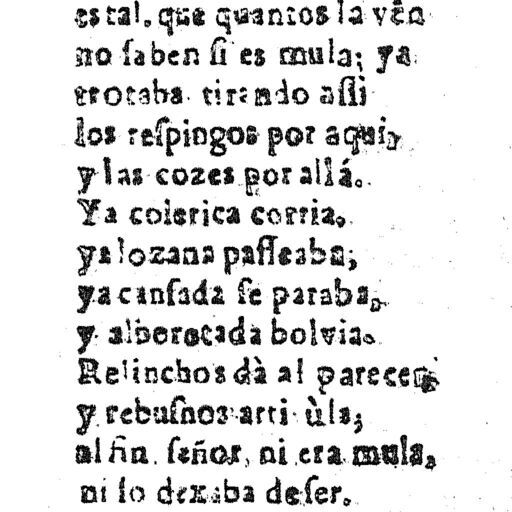 es tal, que quantos la vên
no ſaben ſi es mula; ya
trotaba tirando aſſi
los reſpingos por aqui,
y las cozes por allá.
Ya colerica corria,
ya lozana paſſeaba;
ya canſada ſe paraba,
y alborotada bolvia.
Relinchos dà al parecer,
y rebuſnos arti ùla;
al fin, ſeñor, ni era mula,
ni lo dexaba de ſer.